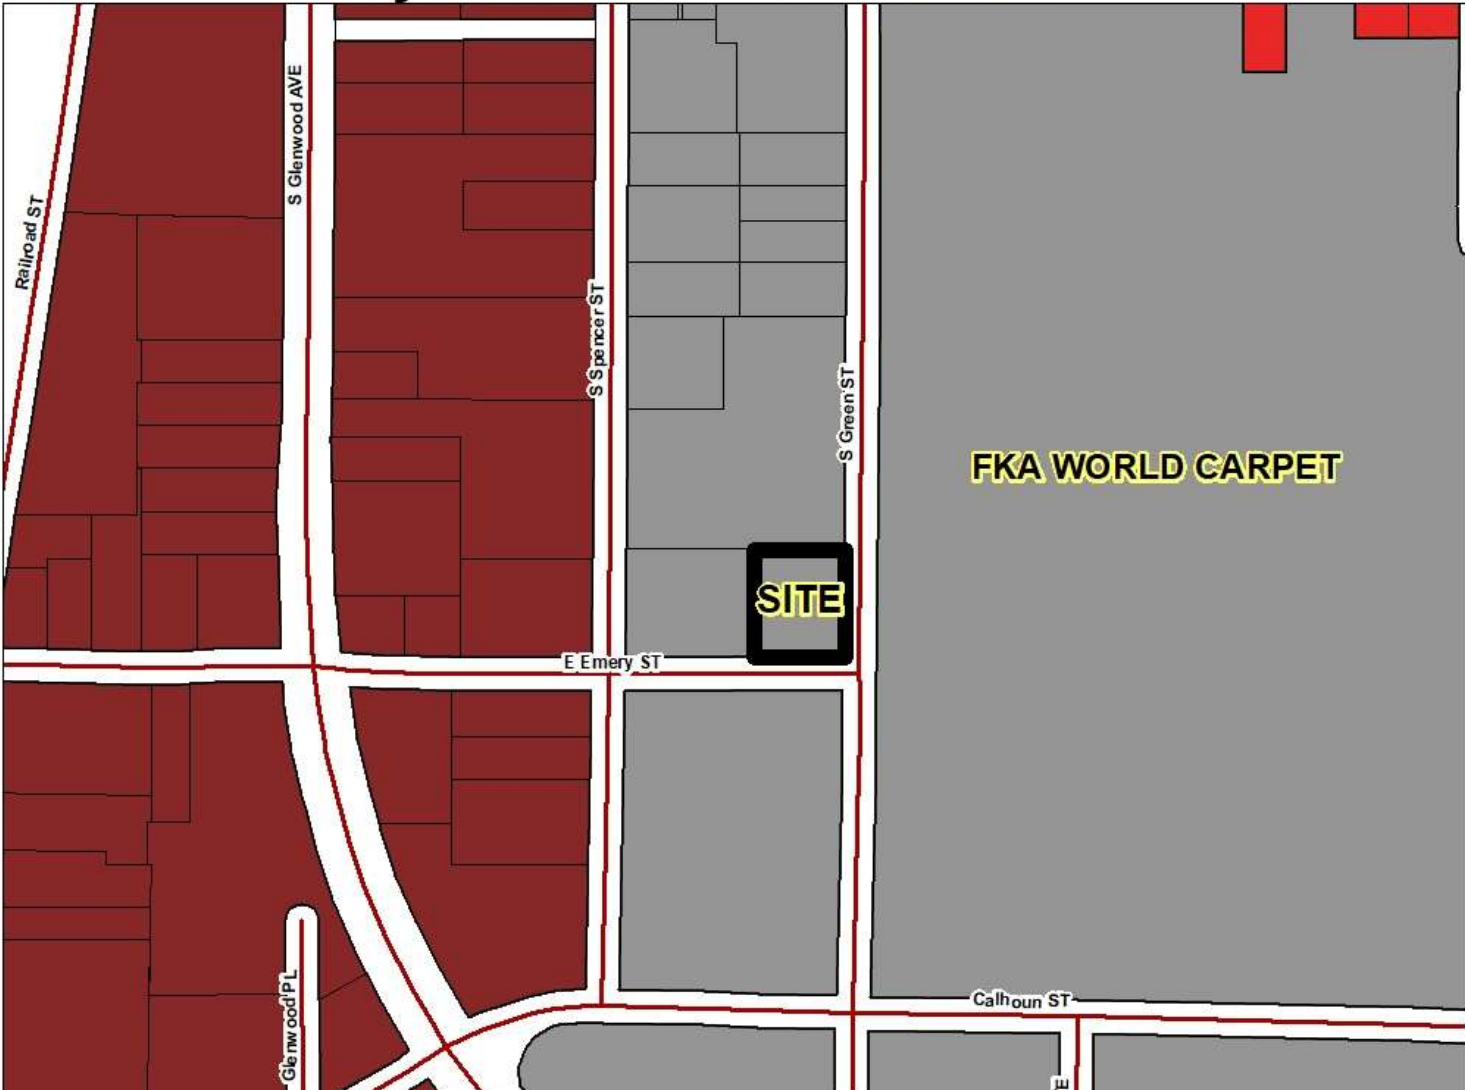 S Glenwood AVE
Railroad ST
S Spencer ST
S Green ST
FKA WORLD CARPET
SITE
E Emery ST
Glenwood PL
Calhoun ST